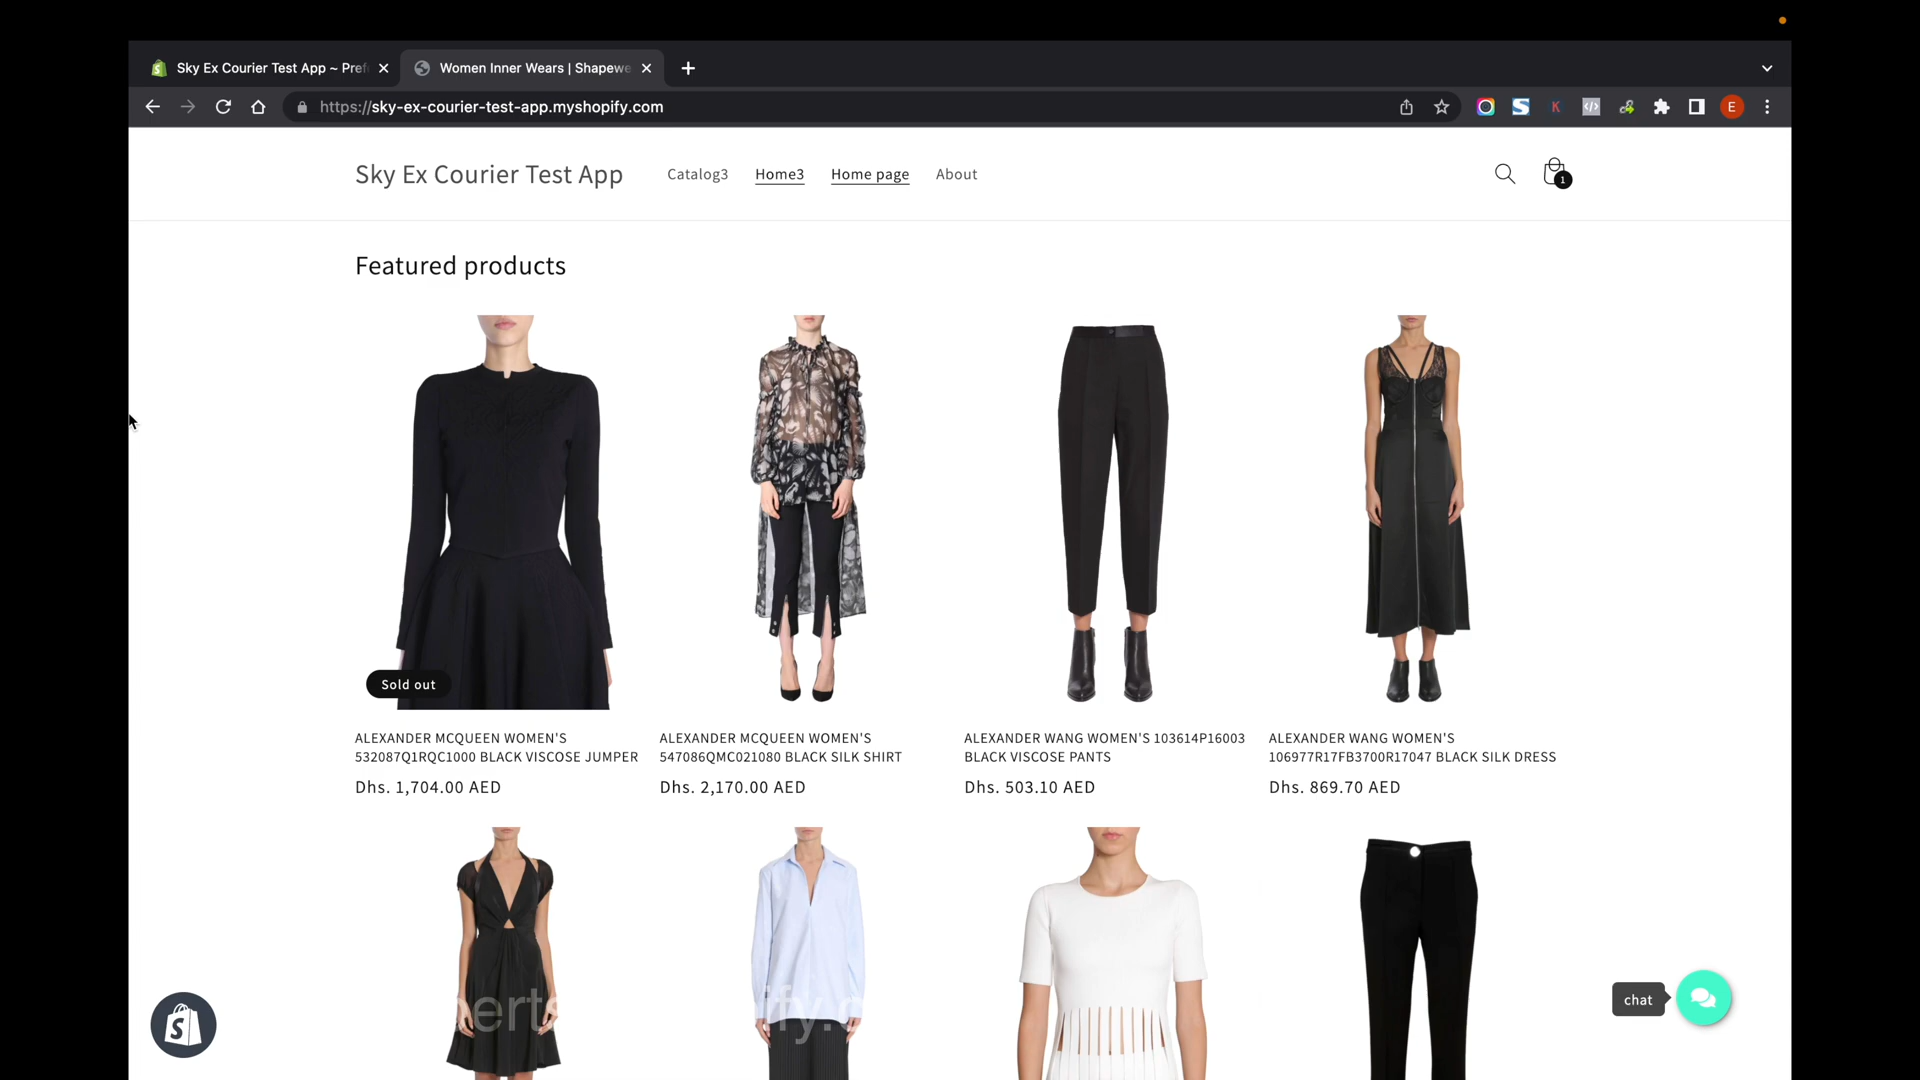 Sky Ex Courier Test App ~ Pref
Women Inner Wears | Shapewe
https://sky-ex-courier-test-app.myshopify.com
K
E
Sky Ex Courier Test App
Catalog3
Home3
Home page
About
1
Featured products
Sold out
ALEXANDER MCQUEEN WOMEN'S
532087Q1RQC1000 BLACK VISCOSE JUMPER
Dhs. 1,704.00 AED
ALEXANDER MCQUEEN WOMEN'S
547086QMC021080 BLACK SILK SHIRT
Dhs. 2,170.00 AED
ALEXANDER WANG WOMEN'S 103614P16003
BLACK VISCOSE PANTS
Dhs. 503.10 AED
ALEXANDER WANG WOMEN'S
106977R17FB3700R17047 BLACK SILK DRESS
Dhs. 869.70 AED
chat